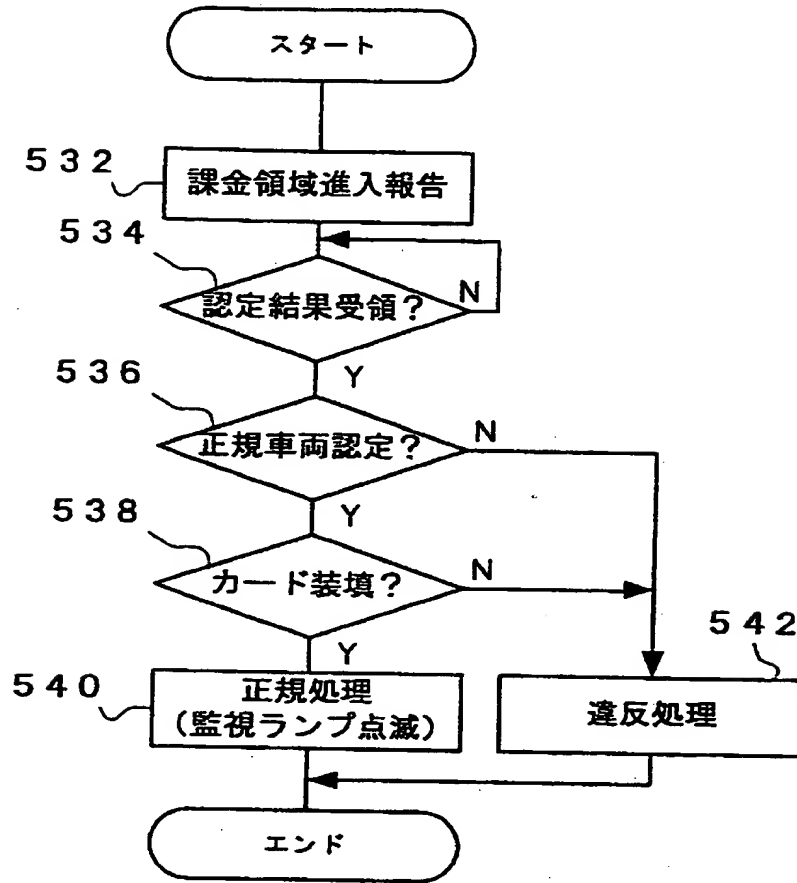 スタート
532
課金領域進入報告
534
認定結果受領?
N
Y
536
正規車両認定?
N
Y
538
カード装填?
N
Y
540
正規処理
(監視ランプ点滅)
542
違反処理
エンド